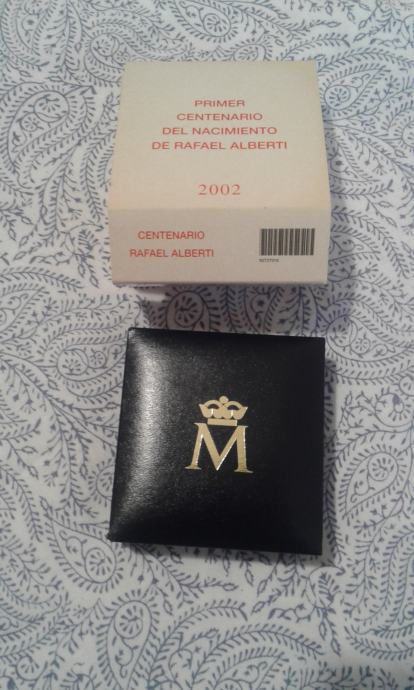 PRIMER
CENTENARIO
DEL NACIMIENTO
DE RAFAEL ALBERTI
2002
CENTENARIO
RAFAEL ALBERTI
M